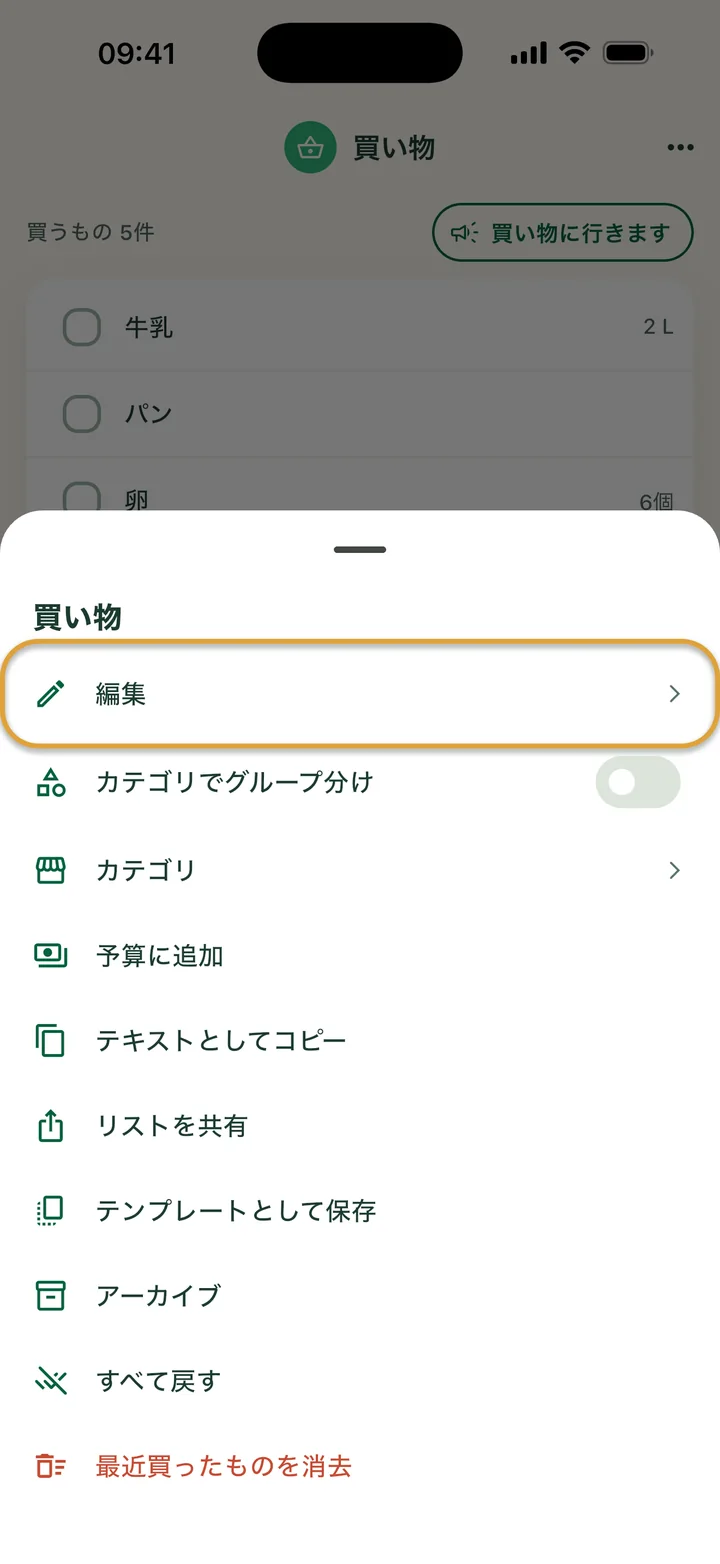 09:41
買い物
買うもの 5件
買い物に行きます
牛乳
2 L
パン
卵
6個
買い物
編集
カテゴリでグループ分け
カテゴリ
予算に追加
テキストとしてコピー
リストを共有
テンプレートとして保存
アーカイブ
すべて戻す
最近買ったものを消去